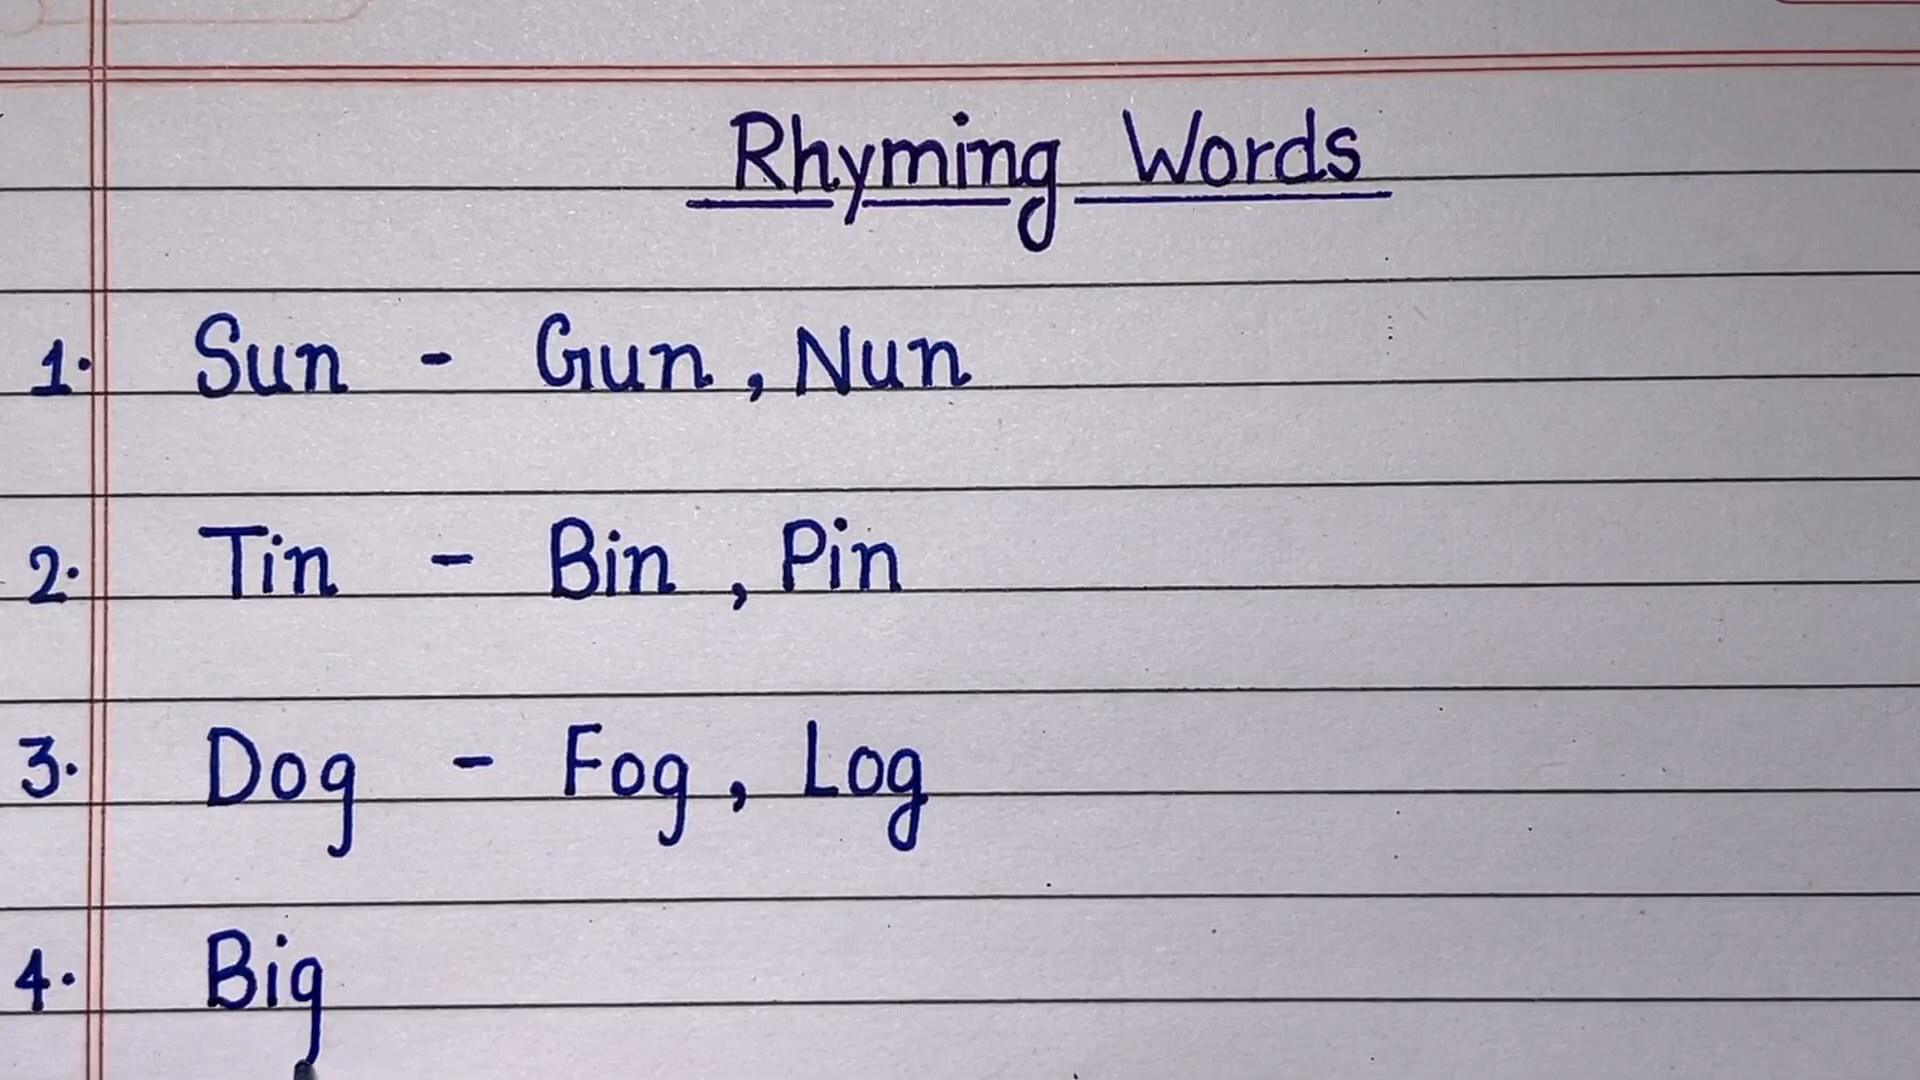 Rhyming Words
1. Sun - Gun, Nun
2. Tin - Bin, Pin
3. Dog - Fog, Log
4. Big